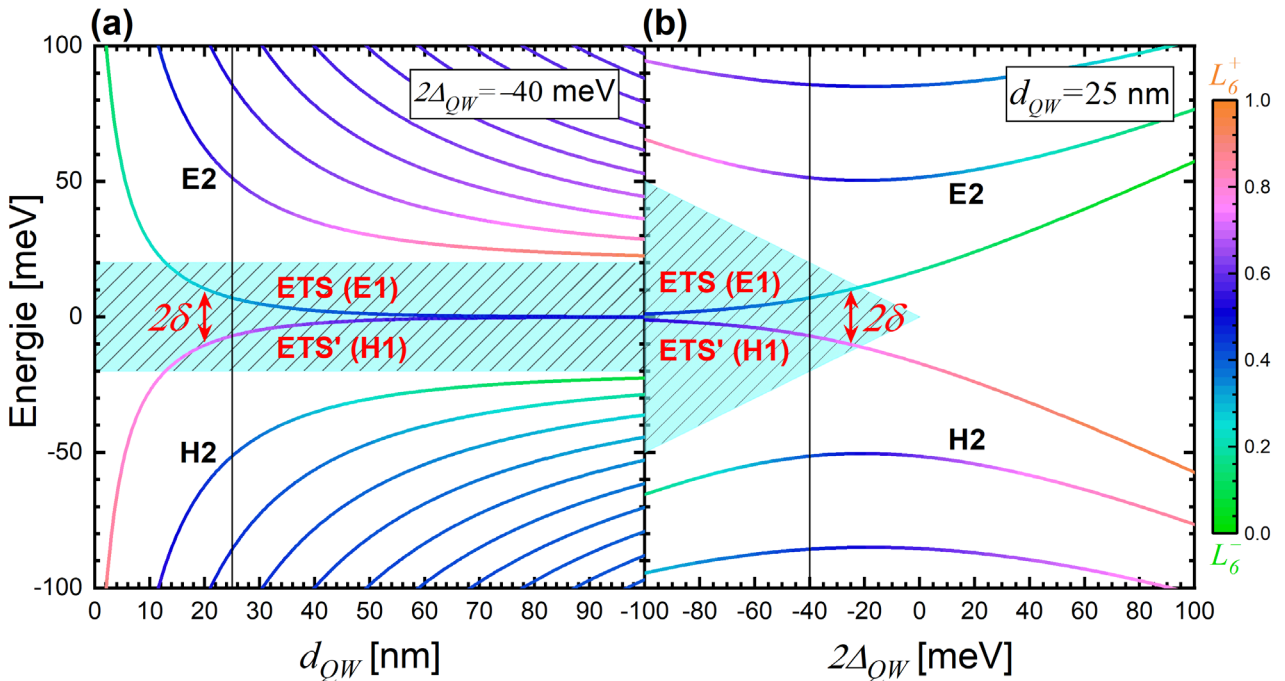 (a)
(b)
Energie [meV]
100
50
0
-50
-100
2Δ_QW = –40 meV
E2
ETS (E1)
2δ
ETS' (H1)
H2
0 10 20 30 40 50 60 70 80 90
d_QW [nm]
d_QW=25 nm
E2
ETS (E1)
2δ
ETS' (H1)
H2
-100 -80 -60 -40 -20 0 20 40 60 80 100
2Δ_QW [meV]
L_6^+
1.0
0.8
0.6
0.4
0.2
0.0
L_6^-